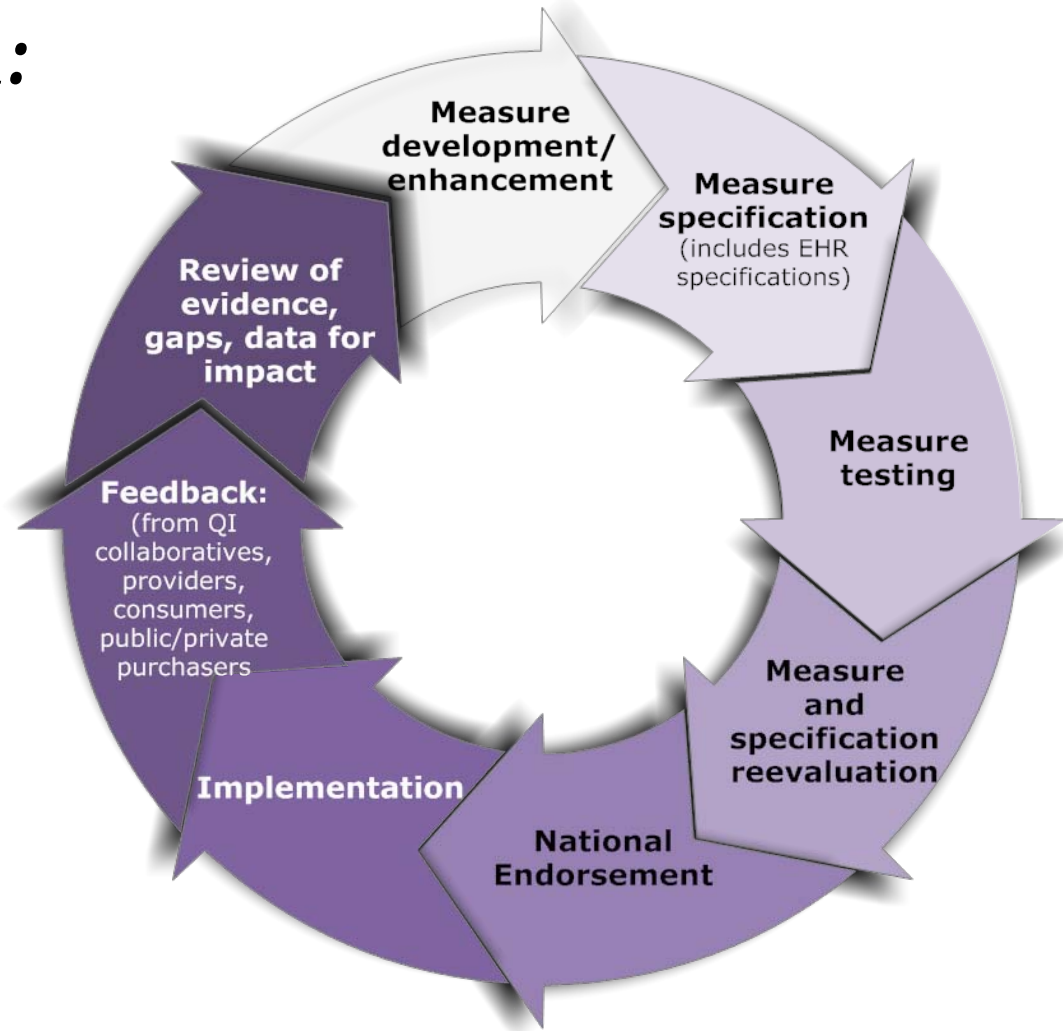 :
Measure
development/
enhancement
Measure
specification
(includes EHR
specifications)
Measure
testing
Measure
and
specification
reevaluation
National
Endorsement
Implementation
Feedback:
(from QI
collaboratives,
providers,
consumers,
public/private
purchasers
Review of
evidence,
gaps, data for
impact